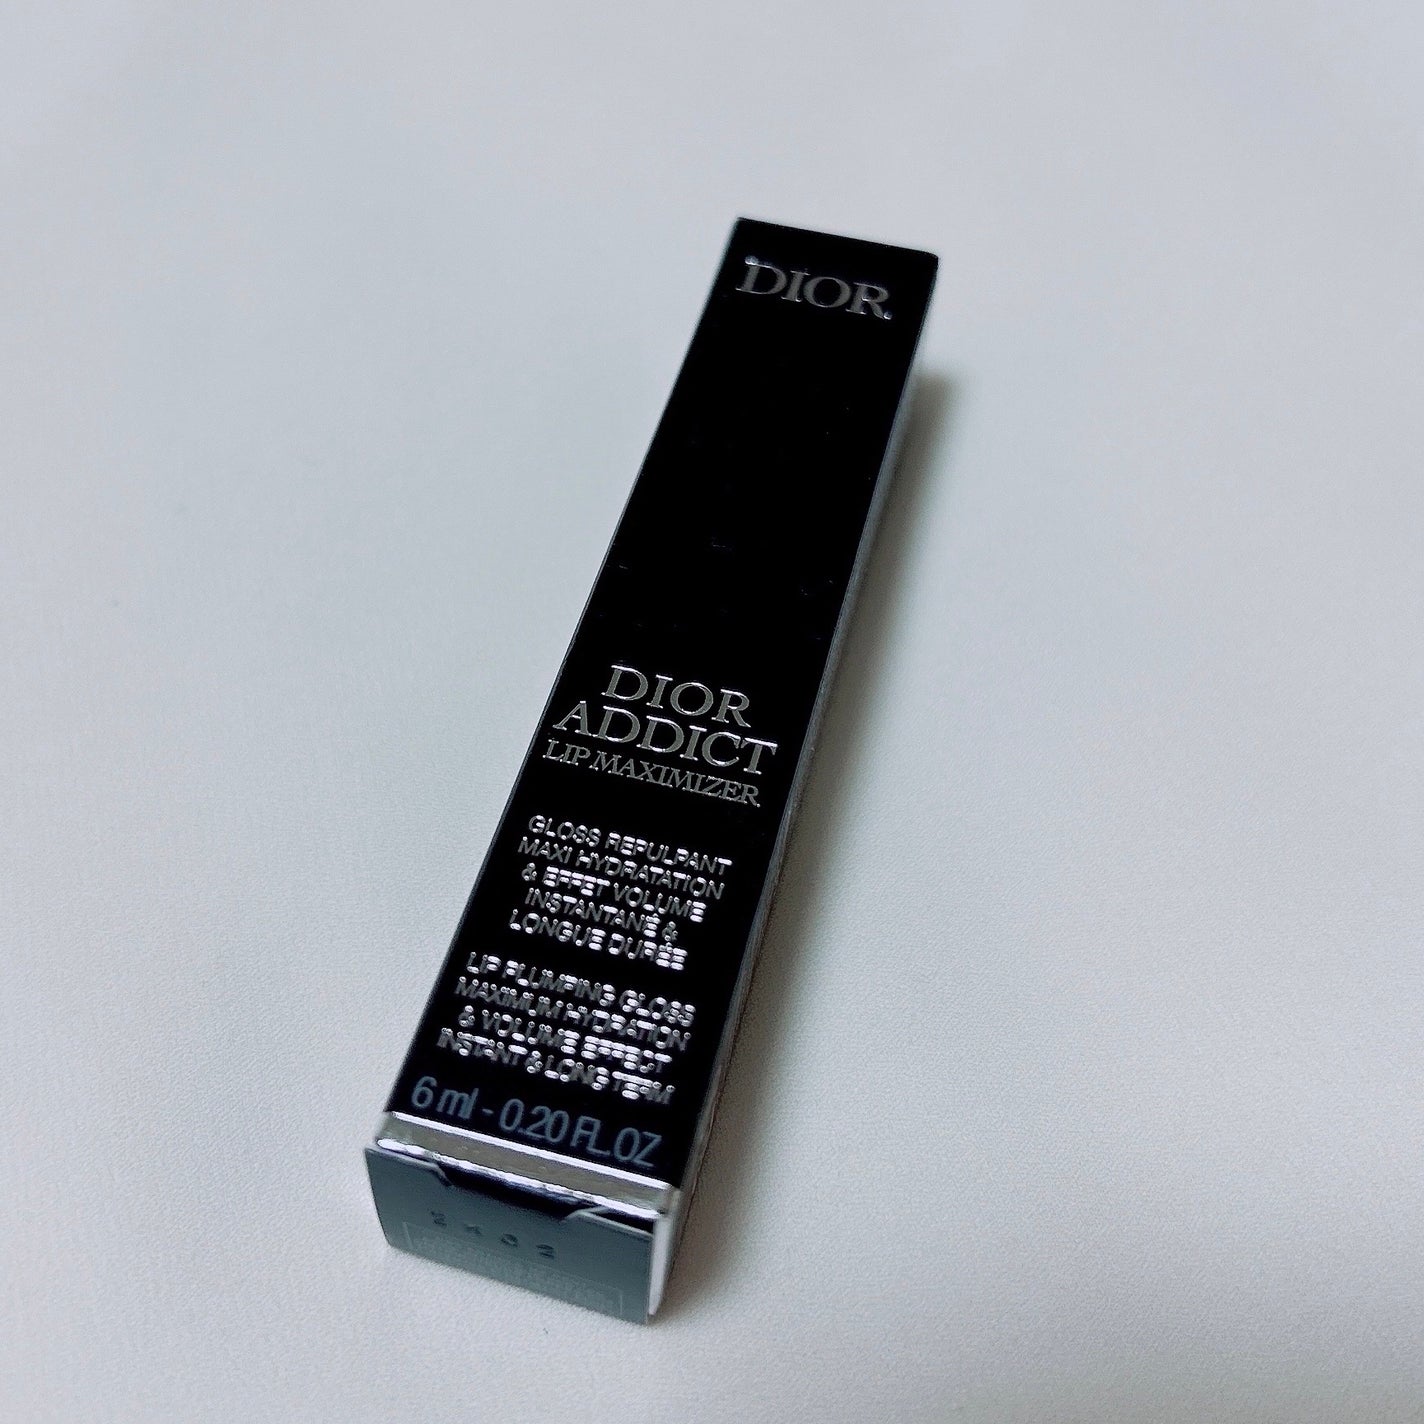 DIOR
DIOR
ADDICT
LIP MAXIMIZER
GLOSS REPULPANT
MAXI HYDRATATION
& EFFET VOLUME
INSTANTANÉ &
LONGUE DURÉE
LIP PLUMPING GLOSS
MAXIMUM HYDRATION
& VOLUME EFFECT
INSTANT & LONG TERM
6 ml - 0.20 FL.OZ